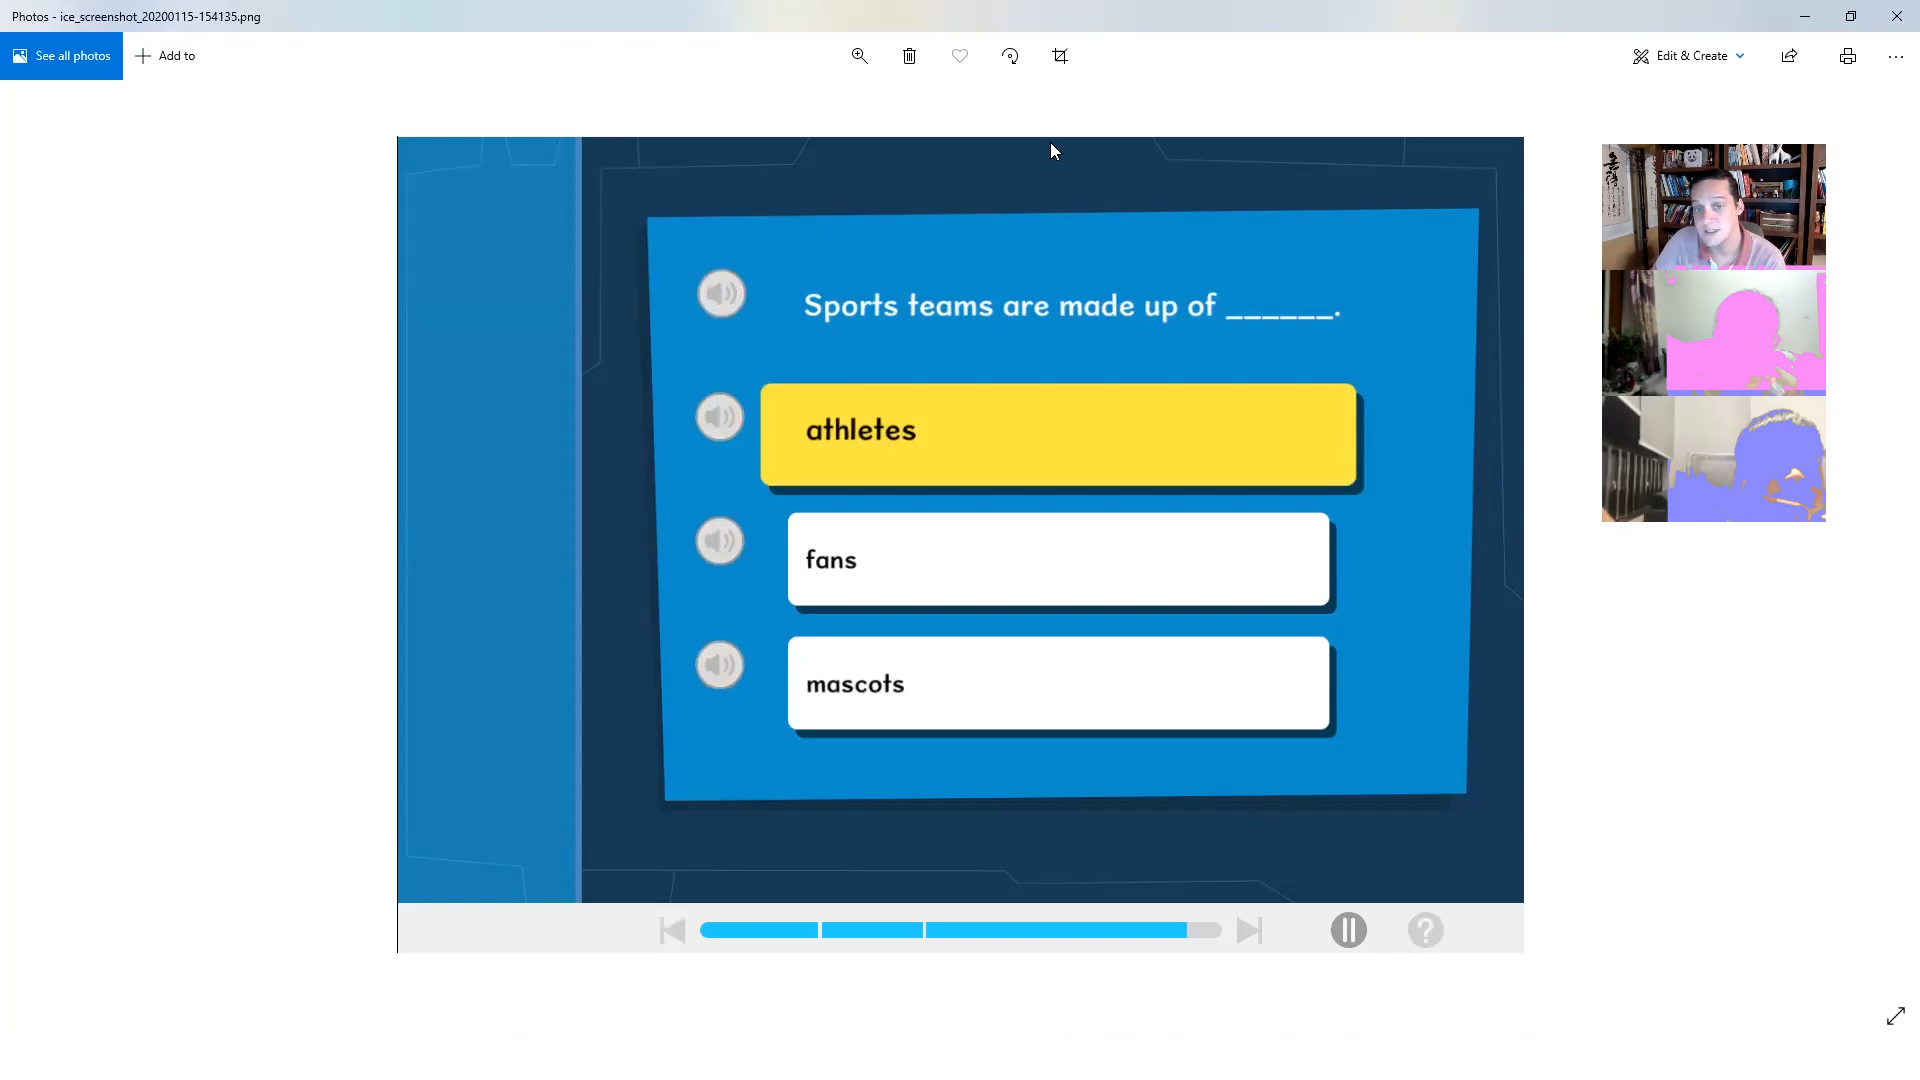 Photos - ice_screenshot_20200115-154135.png
See all photos
Add to
Edit & Create
Sports teams are made up of ______.
athletes
fans
mascots
?